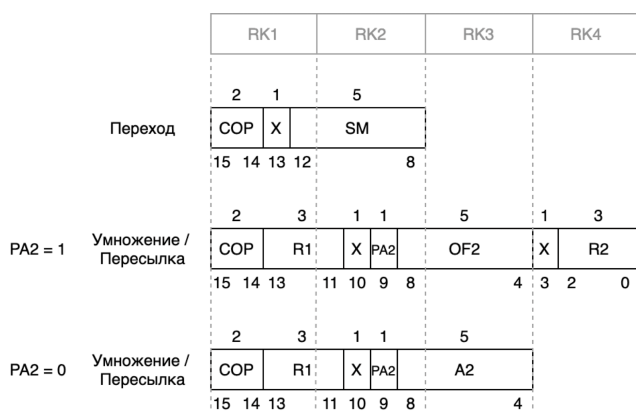 RK1 RK2 RK3 RK4
2 1 5
Переход COP X SM
15 14 13 12 8
2 3 1 1 5 1 3
PA2 = 1 Умножение / Пересылка COP R1 X PA2 OF2 X R2
15 14 13 11 10 9 8 4 3 2 0
2 3 1 1 5
PA2 = 0 Умножение / Пересылка COP R1 X PA2 A2
15 14 13 11 10 9 8 4